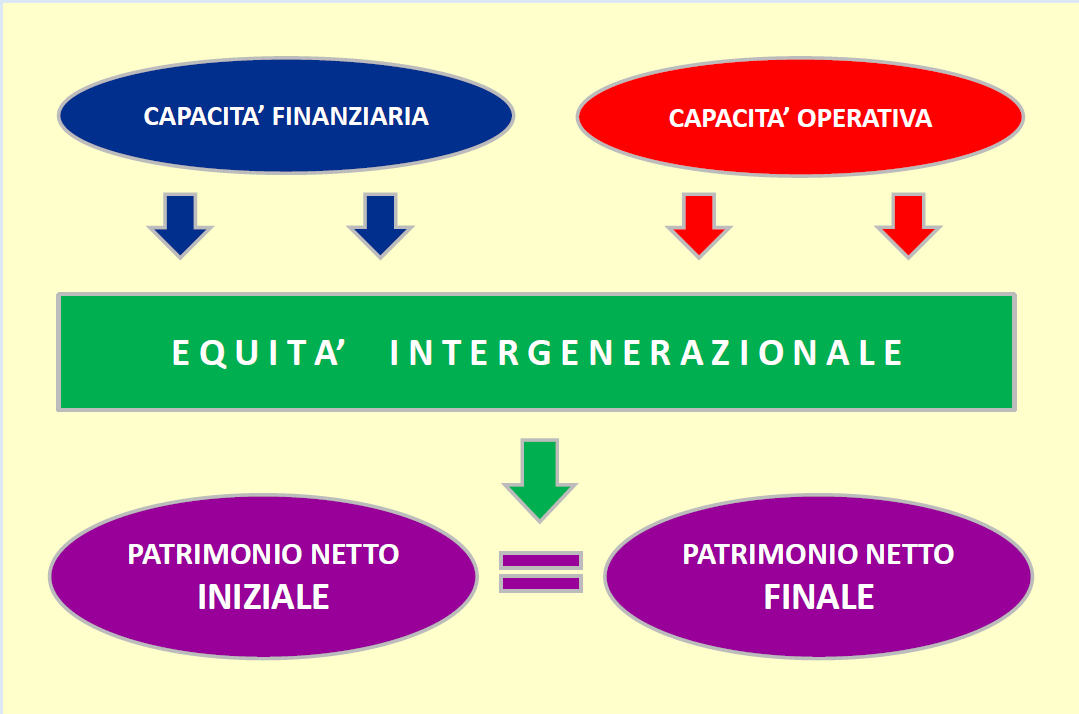 CAPACITA’ FINANZIARIA
CAPACITA’ OPERATIVA
EQUITA’ INTERGENERAZIONALE
PATRIMONIO NETTO
INIZIALE
PATRIMONIO NETTO
FINALE